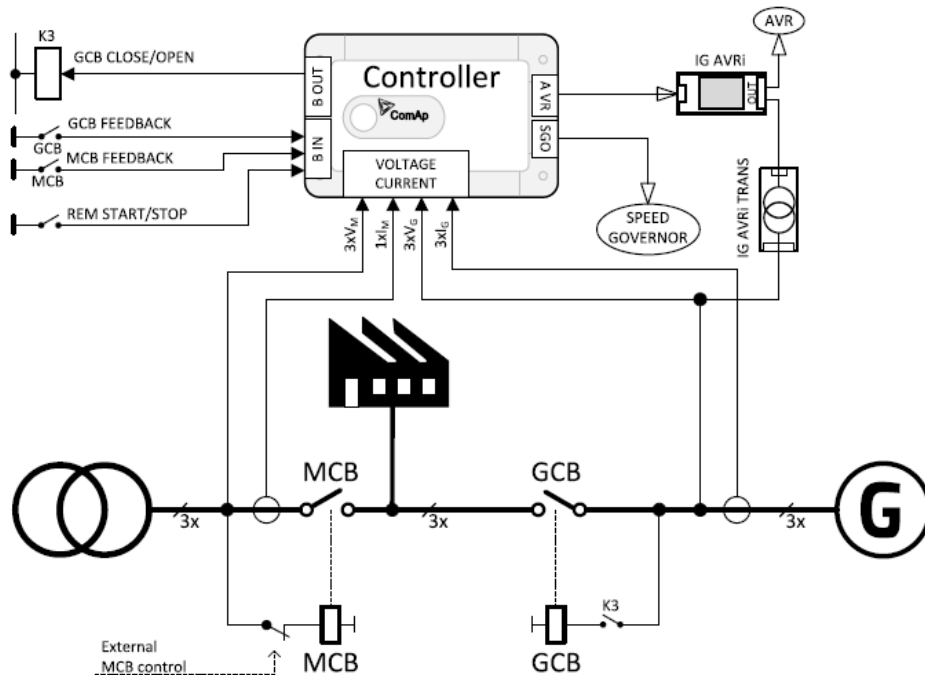 K3
GCB CLOSE/OPEN
B OUT
Controller
ComAp
A VR
IG AVRi
OUT
AVR
GCB FEEDBACK
GCB
MCB FEEDBACK
MCB
B IN
SGO
VOLTAGE
CURRENT
REM START/STOP
3xVM
1xIM
3xVG
3xIG
SPEED
GOVERNOR
IG AVRi TRANS
MCB
GCB
3x
3x
3x
G
K3
External
MCB control
MCB
GCB